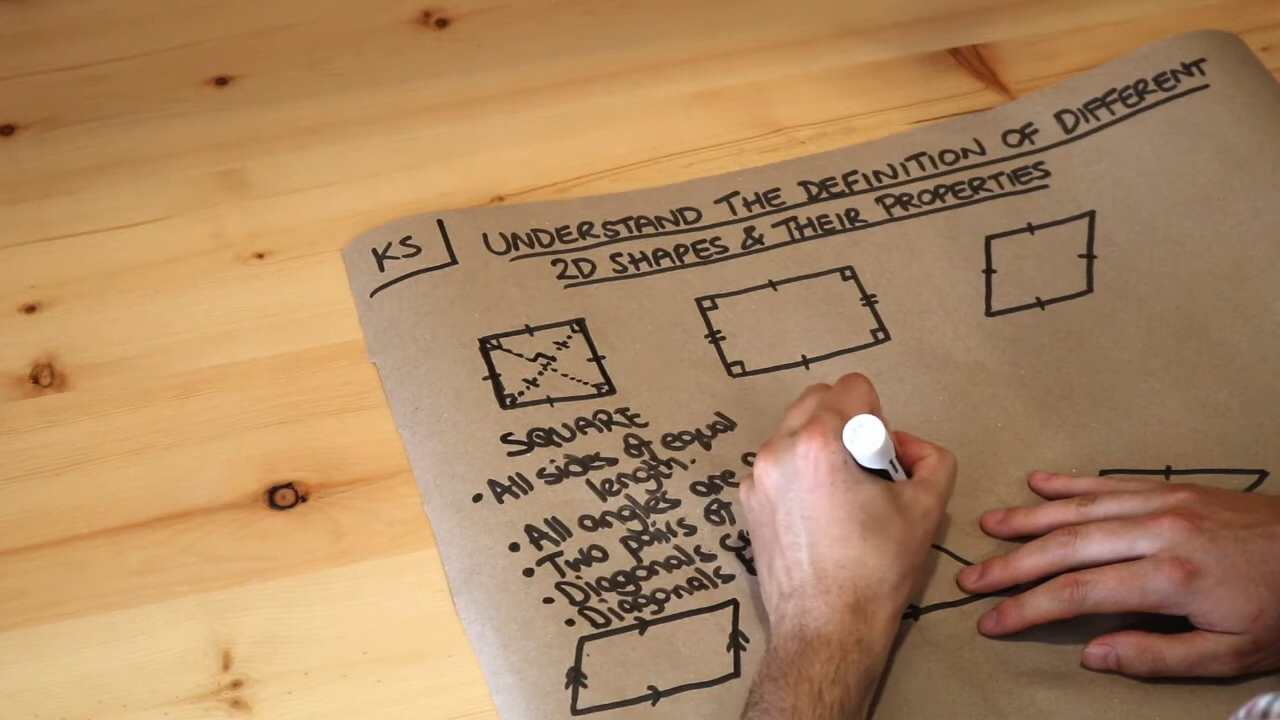 KS
UNDERSTAND THE DEFINITION OF DIFFERENT
2D SHAPES & THEIR PROPERTIES
SQUARE
• All sides of equal
length.
• All angles are
• Two pairs of
• Diagonals
• Diagonals